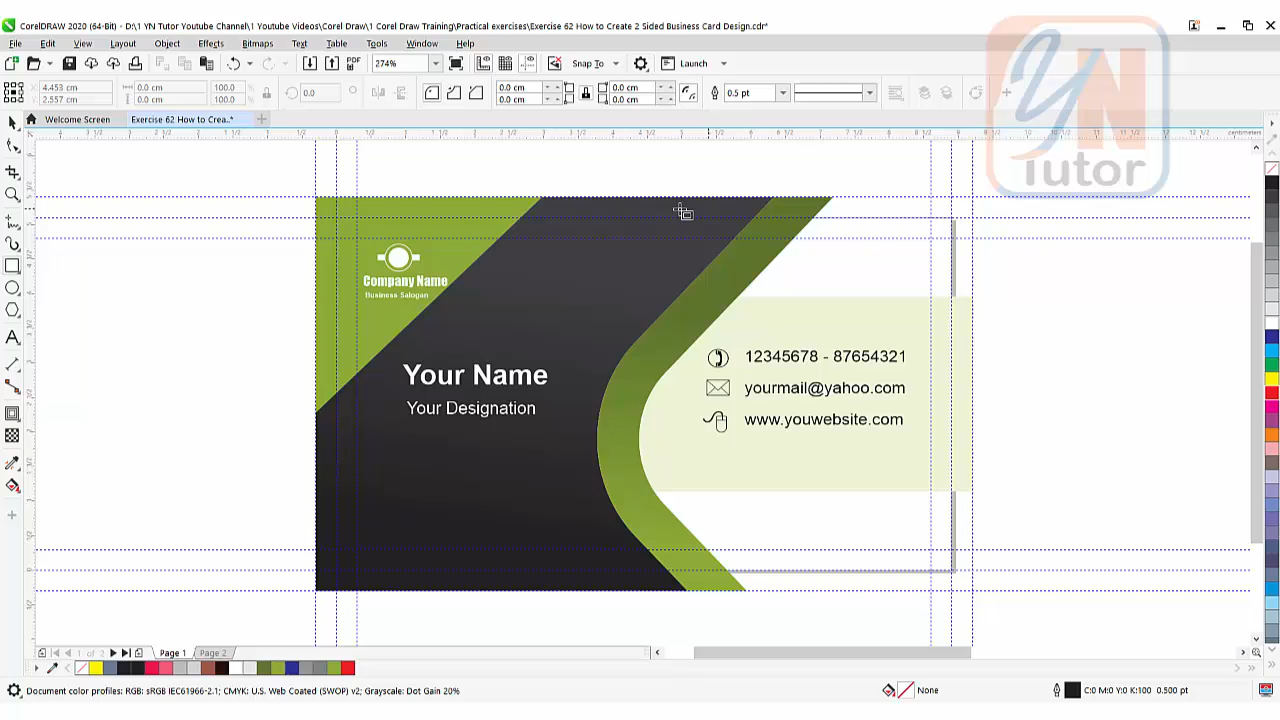 CorelDRAW 2020 (64-Bit) - D:\1 YN Tutor Youtube Channel\1 Youtube Videos\Corel Draw\1 Corel Draw Training\Practical exercises\Exercise 62 How to Create 2 Sided Business Card Design.cdr*
File Edit View Layout Object Effects Bitmaps Text Table Tools Window Help
PDF 274% Snap To Launch
X: 4.453 cm 0.0 cm 100.0 % 0.0 0.0 cm 0.0 cm 0.5 pt
Y: 2.557 cm 0.0 cm 100.0 % 0.0 cm 0.0 cm
Welcome Screen Exercise 62 How to Crea..*
centimeters
YN
Tutor
Company Name
Business Salogan
Your Name
Your Designation
12345678 - 87654321
yourmail@yahoo.com
www.youwebsite.com
1 of 2 Page 1 Page 2
Document color profiles: RGB: sRGB IEC61966-2.1; CMYK: U.S. Web Coated (SWOP) v2; Grayscale: Dot Gain 20% None C:0 M:0 Y:0 K:100 0.500 pt